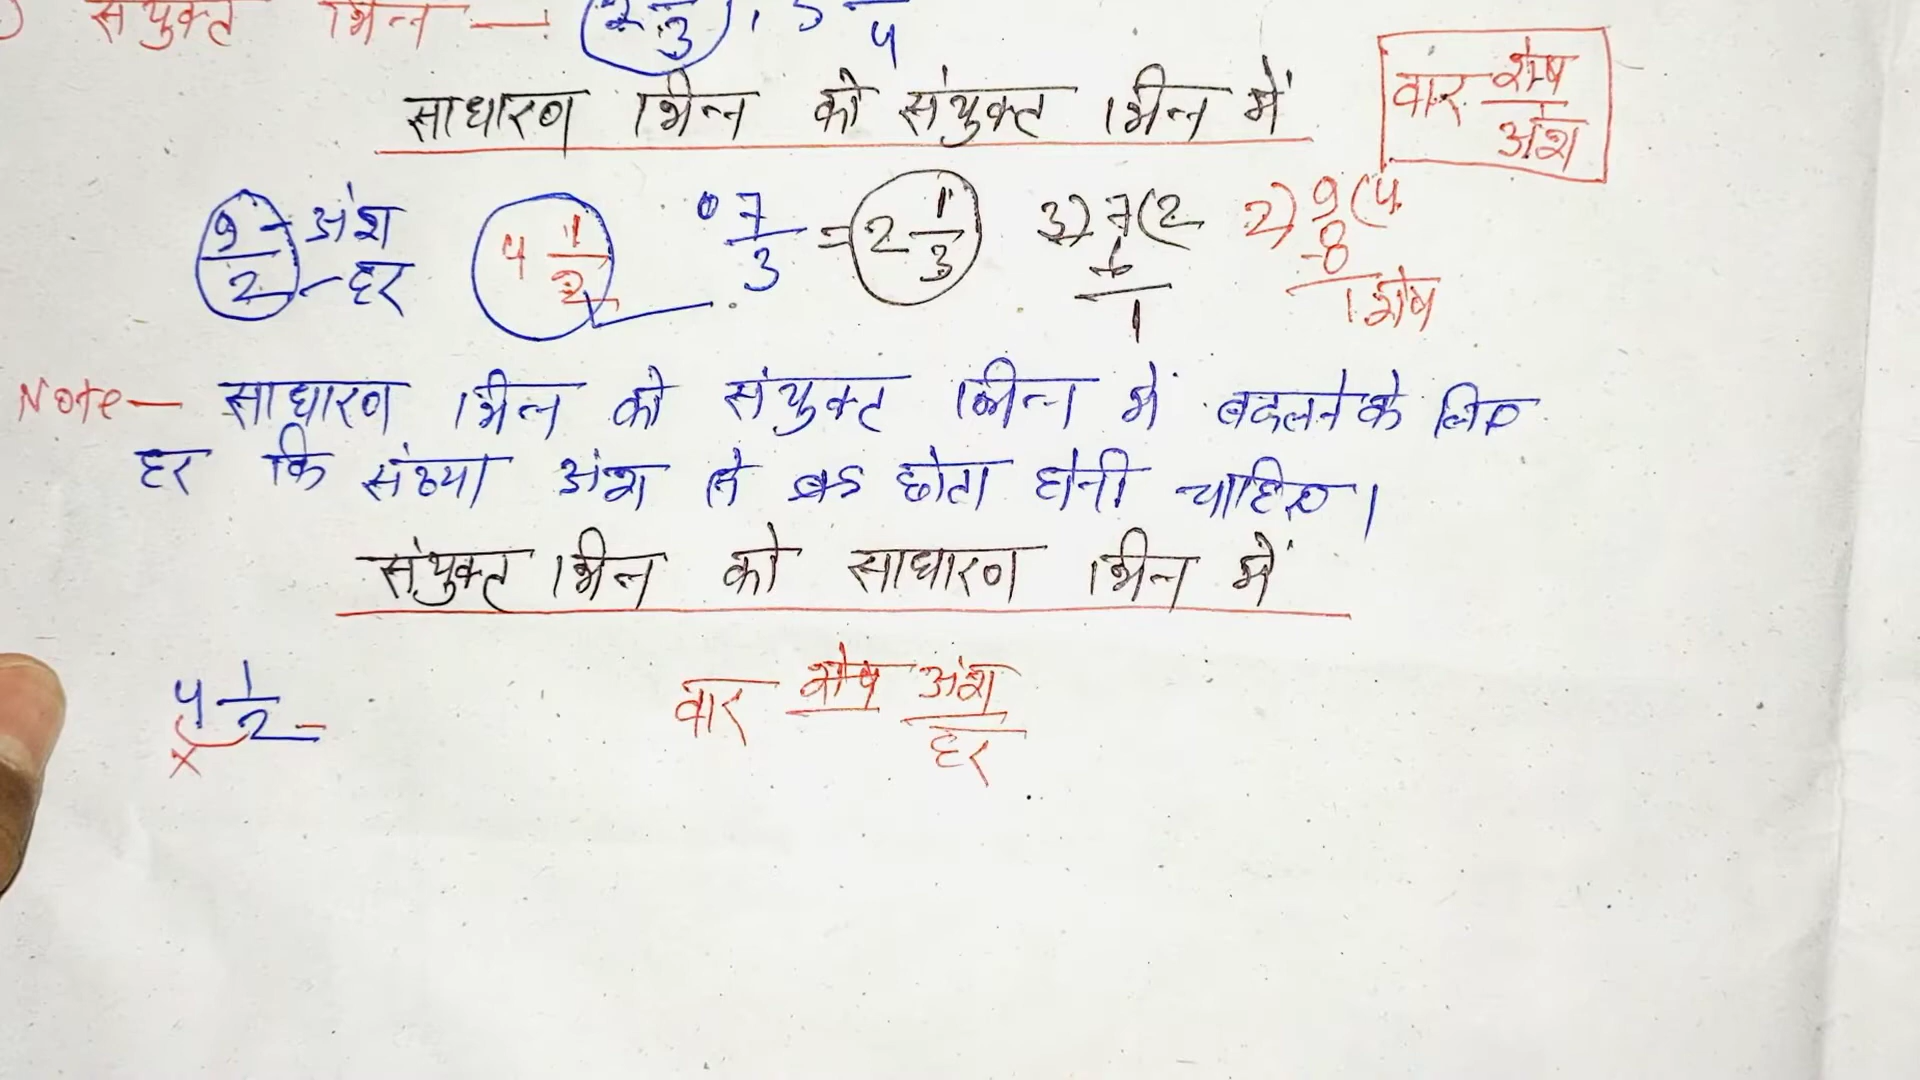 संयुक्त भिन्न — 2 1/3, 3 /4
साधारण भिन्न को संयुक्त भिन्न में
वार शेष/अंश
9/2 - अंश - हर 4 1/2 7/3 = 2 1/3 3) 7 (2 6 1 2) 9 (4 -8 1 शेष
Note — साधारण भिन्न को संयुक्त भिन्न में बदलने के लिए
हर कि संख्या अंश से छोटा होनी चाहिए।
संयुक्त भिन्न को साधारण भिन्न में
4 1/2 = × वार शेष अंश/हर